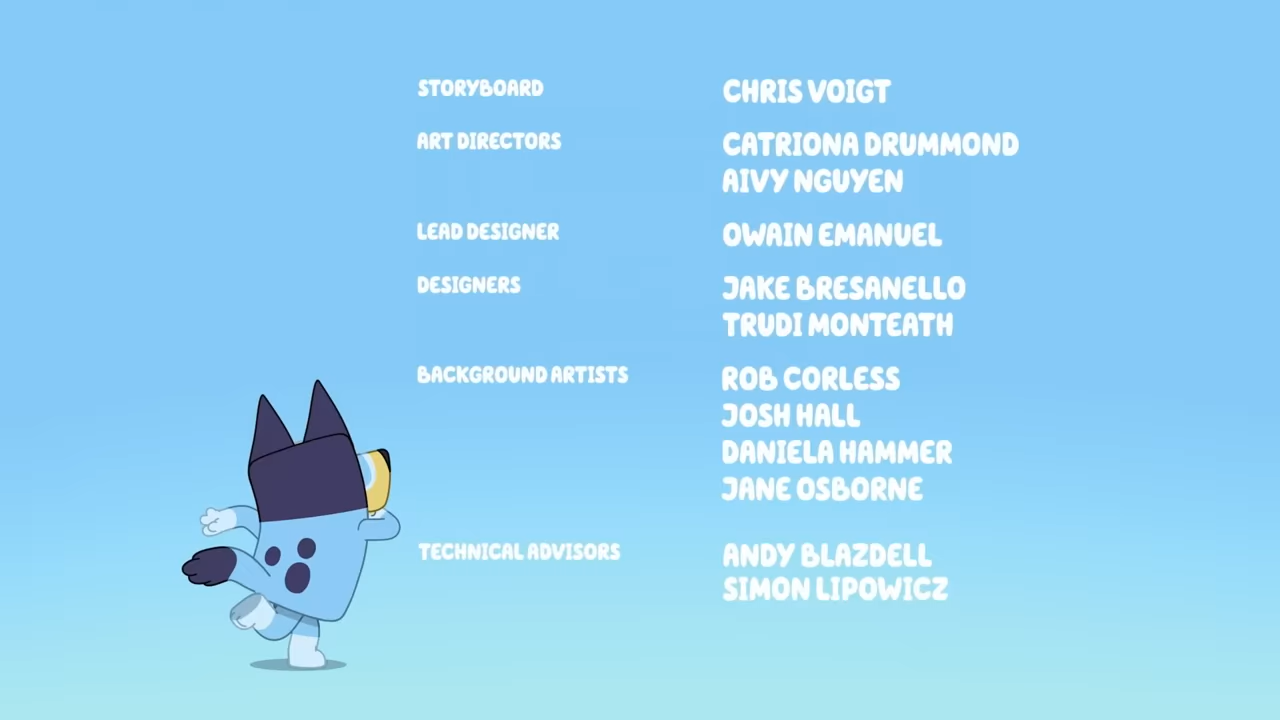 STORYBOARD CHRIS VOIGT
ART DIRECTORS CATRIONA DRUMMOND
AIVY NGUYEN
LEAD DESIGNER OWAIN EMANUEL
DESIGNERS JAKE BRESANELLO
TRUDI MONTEATH
BACKGROUND ARTISTS ROB CORLESS
JOSH HALL
DANIELA HAMMER
JANE OSBORNE
TECHNICAL ADVISORS ANDY BLAZDELL
SIMON LIPOWICZ